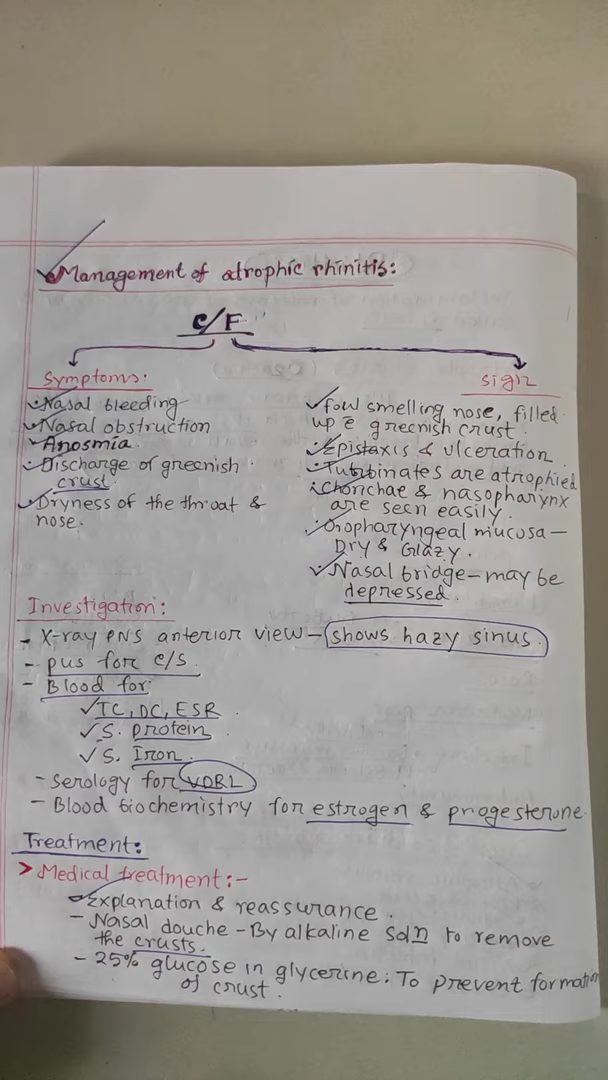 Management of atrophic rhinitis:
C/F
Symptoms:
Nasal bleeding
Nasal obstruction
Anosmia.
Discharge of greenish
crust.
Dryness of the throat &
nose.
Sign
foul smelling nose, filled
up c̄ greenish crust.
Epistaxis & ulceration
Turbinates are atrophied
Chonchae & nasopharynx
are seen easily.
Oropharyngeal mucosa—
Dry & Glazy.
Nasal bridge—may be
depressed.
Investigation:
- X-ray PNS anterior view—shows hazy sinus.
- pus for c/s.
- Blood for:
✓ TC, DC, ESR
✓ S. protein
✓ S. Iron.
- Serology for VDRL
- Blood biochemistry for estrogen & progesterone.
Treatment:
> Medical treatment:-
- Explanation & reassurance.
- Nasal douche - By alkaline soln to remove
the crusts.
- 25% glucose in glycerine: To prevent formation
of crust.